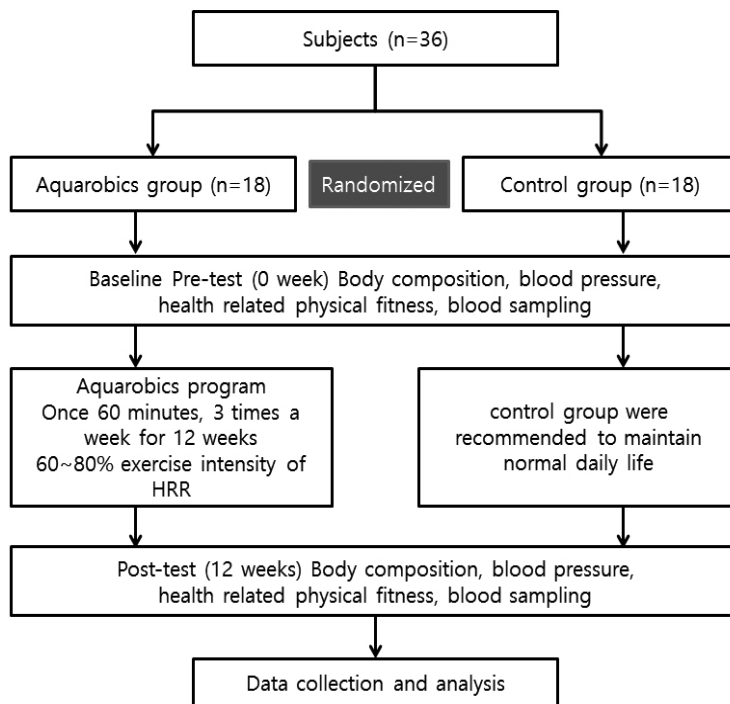 Subjects (n=36)
Aquarobics group (n=18)
Randomized
Control group (n=18)
Baseline Pre-test (0 week) Body composition, blood pressure,
health related physical fitness, blood sampling
Aquarobics program
Once 60 minutes, 3 times a
week for 12 weeks
60~80% exercise intensity of
HRR
control group were
recommended to maintain
normal daily life
Post-test (12 weeks) Body composition, blood pressure,
health related physical fitness, blood sampling
Data collection and analysis